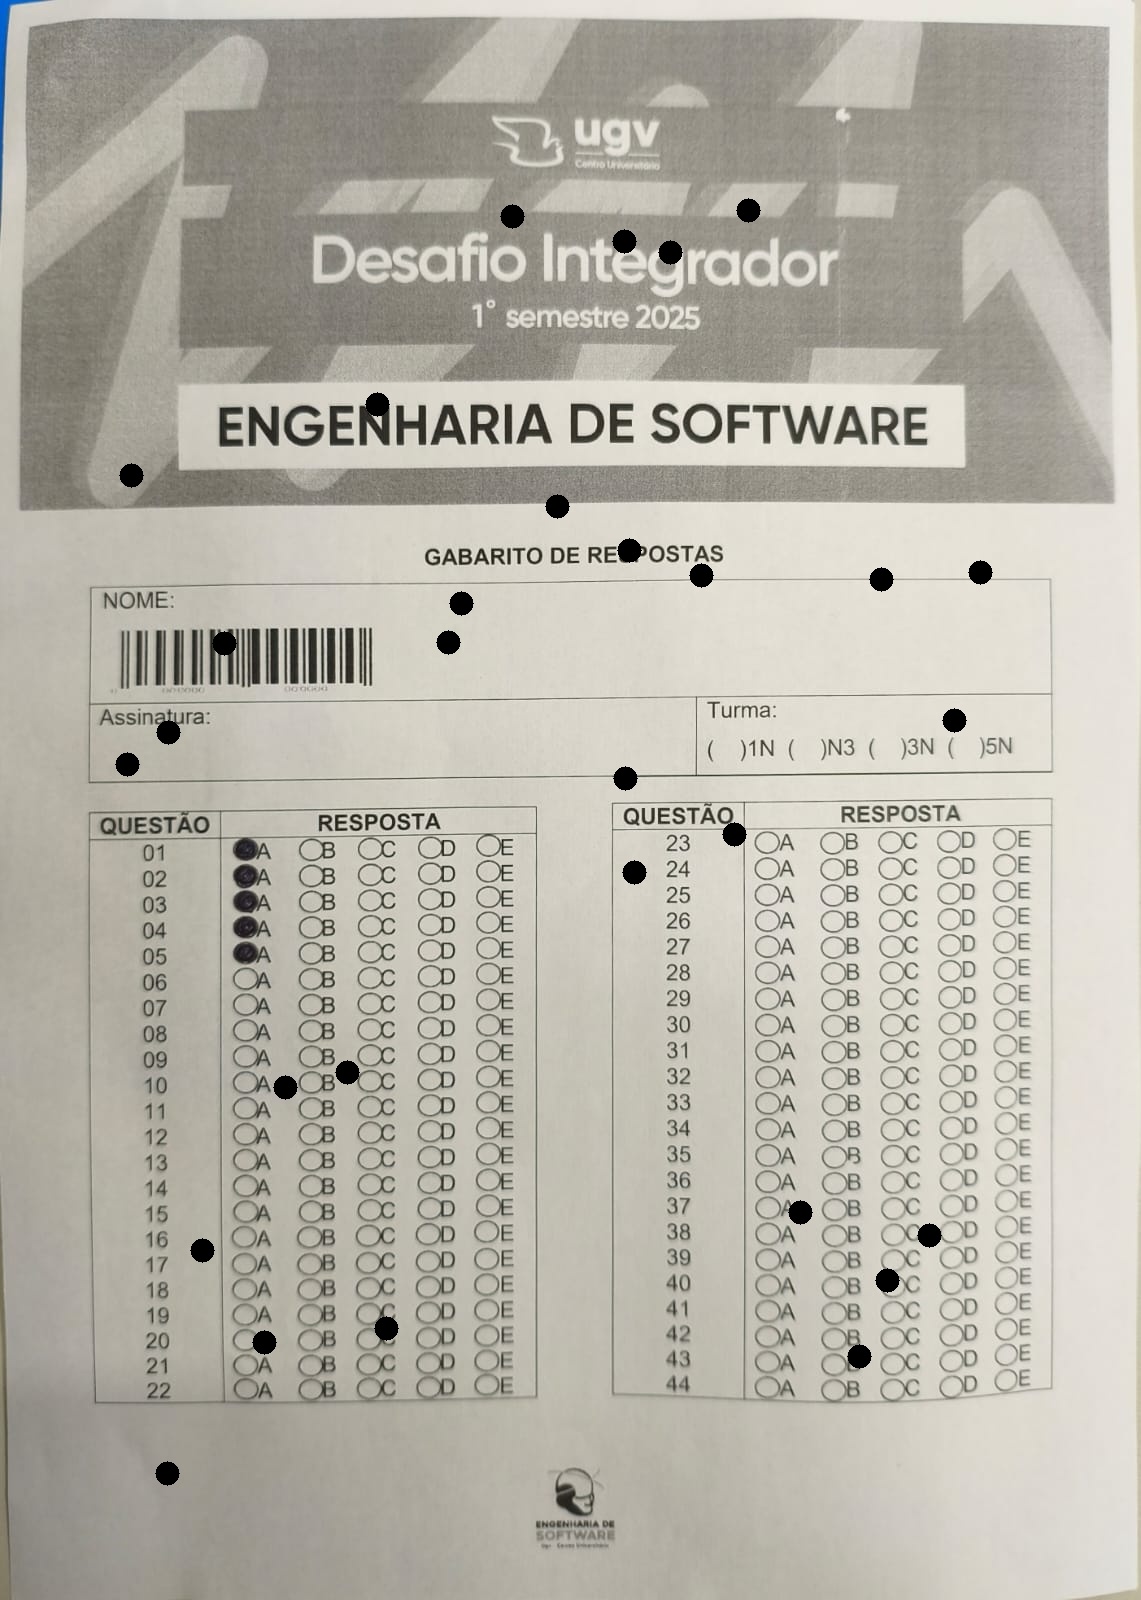 ugv
Centro Universitário
Desafio Integrador
1° semestre 2025
ENGENHARIA DE SOFTWARE
GABARITO DE RESPOSTAS
NOME:
Assinatura:
Turma:
( )1N ( )N3 ( )3N ( )5N
QUESTÃO RESPOSTA
01 A B C D E
02 A B C D E
03 A B C D E
04 A B C D E
05 A B C D E
06 A B C D E
07 A B C D E
08 A B C D E
09 A B C D E
10 A B C D E
11 A B C D E
12 A B C D E
13 A B C D E
14 A B C D E
15 A B C D E
16 A B C D E
17 A B C D E
18 A B C D E
19 A B C D E
20 B D E
21 A B C D E
22 A B C D E
QUESTÃO RESPOSTA
23 A B C D E
24 A B C D E
25 A B C D E
26 A B C D E
27 A B C D E
28 A B C D E
29 A B C D E
30 A B C D E
31 A B C D E
32 A B C D E
33 A B C D E
34 A B C D E
35 A B C D E
36 A B C D E
37 A B C D E
38 A B C D E
39 A B C D E
40 A B C D E
41 A B C D E
42 A B C D E
43 A B C D E
44 A B C D E
ENGENHARIA DE
SOFTWARE
Ugv - Centro Universitário